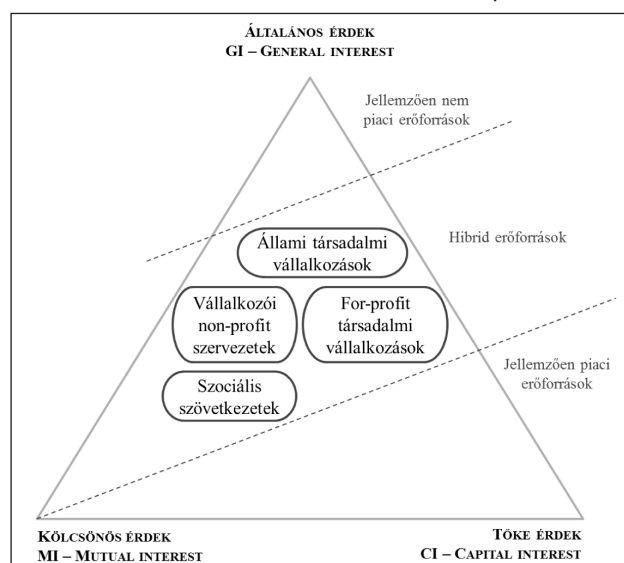 ÁLTALÁNOS ÉRDEK
GI – GENERAL INTEREST
Jellemzően nem
piaci erőforrások
Állami társadalmi
vállalkozások
Hibrid erőforrások
Vállalkozói
non-profit
szervezetek
For-profit
társadalmi
vállalkozások
Jellemzően piaci
erőforrások
Szociális
szövetkezetek
KÖLCSÖNÖS ÉRDEK
MI – MUTUAL INTEREST
TŐKE ÉRDEK
CI – CAPITAL INTEREST